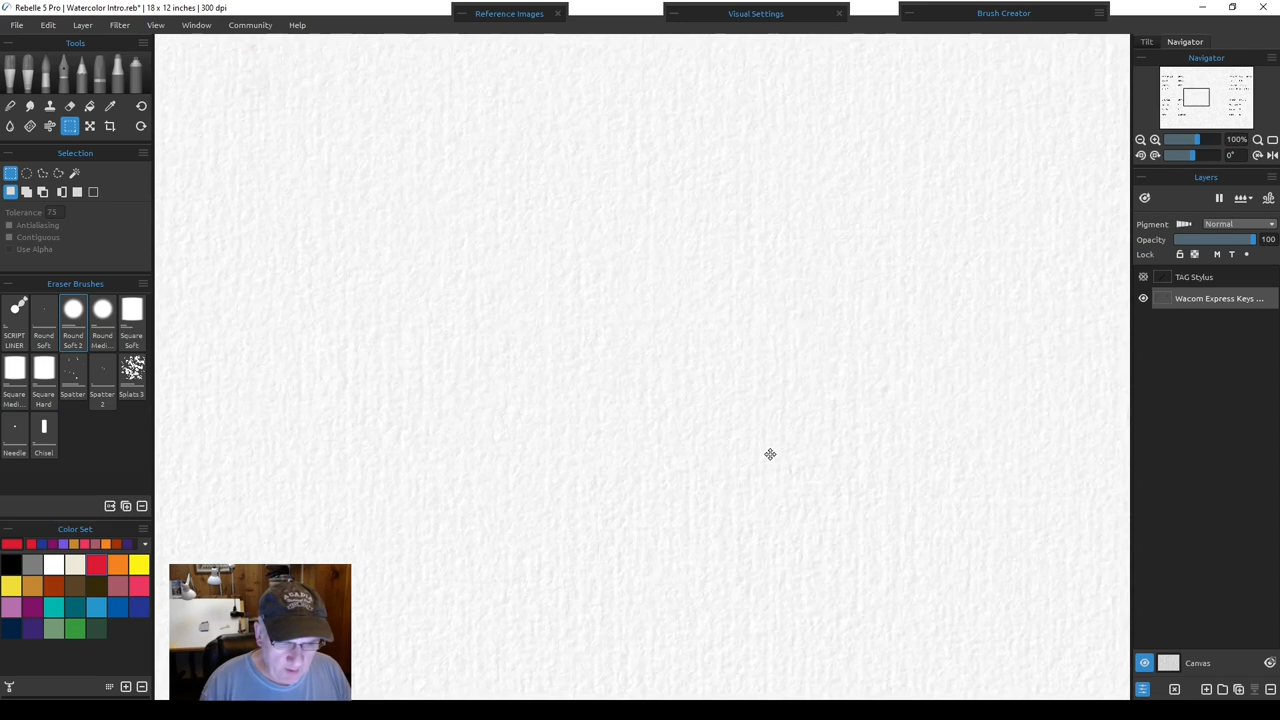 Rebelle 5 Pro | Watercolor Intro.reb* | 18 x 12 inches | 300 dpi
Reference Images
Visual Settings
Brush Creator
File Edit Layer Filter View Window Community Help
Tools
Tilt Navigator
Navigator
100%
0°
Selection
Tolerance 75
Antialiasing
Contiguous
Use Alpha
Layers
Pigment Normal
Opacity 100
Lock M T
TAG Stylus
Wacom Express Keys ...
Eraser Brushes
SCRIPT LINER
Round Soft
Round Soft 2
Round Medi...
Square Soft
Square Medi...
Square Hard
Spatter
Spatter 2
Splats 3
Needle
Chisel
Color Set
ACADIA
Canvas